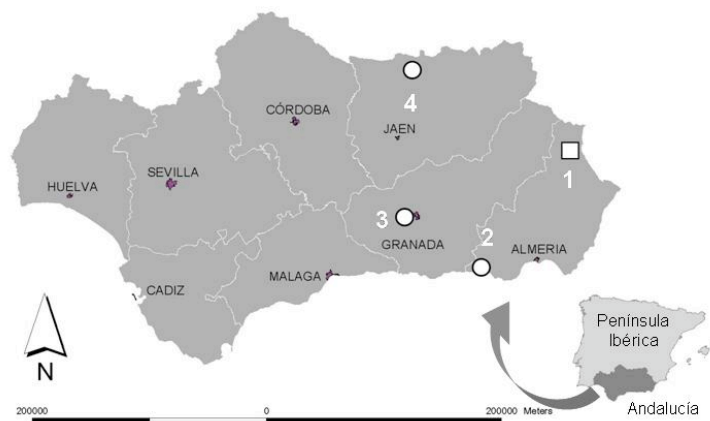 CÓRDOBA
4
JAEN
SEVILLA
HUELVA
1
3
GRANADA
2
ALMERIA
MALAGA
CADIZ
N
Península
Ibérica
Andalucía
200000 0 200000 Meters